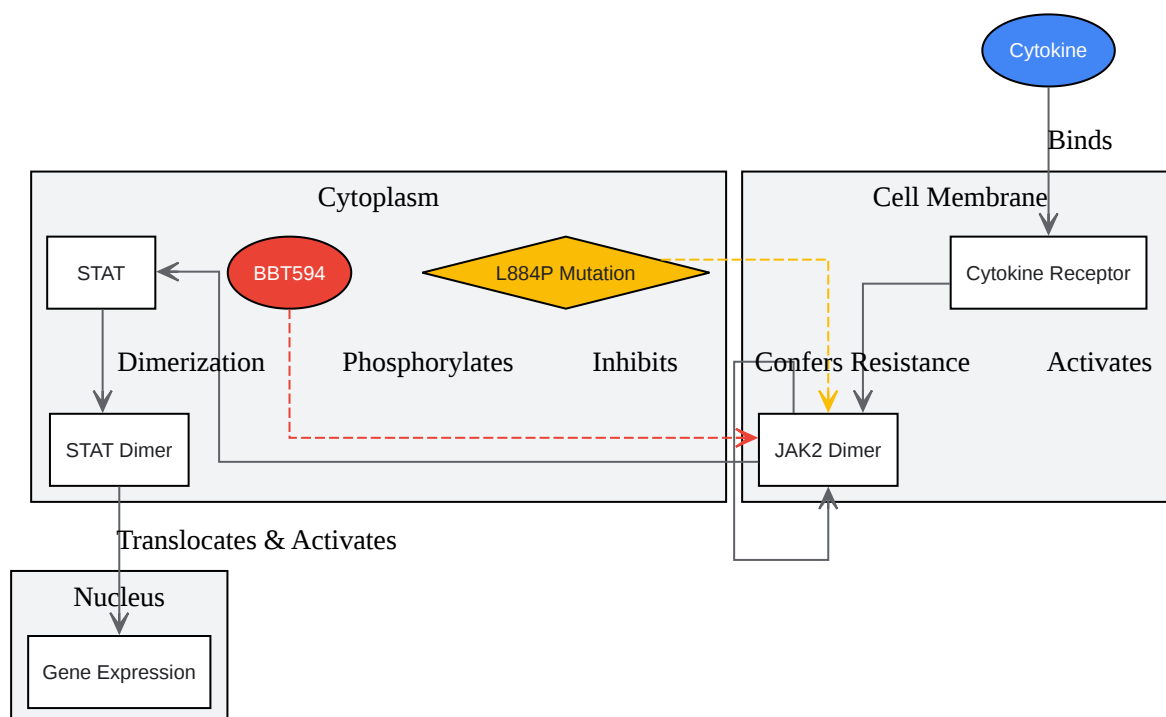 Cytokine
Binds
Cytoplasm
Cell Membrane
STAT
BBT594
L884P Mutation
Cytokine Receptor
Dimerization
Phosphorylates
Inhibits
Confers Resistance
Activates
STAT Dimer
JAK2 Dimer
Translocates & Activates
Nucleus
Gene Expression